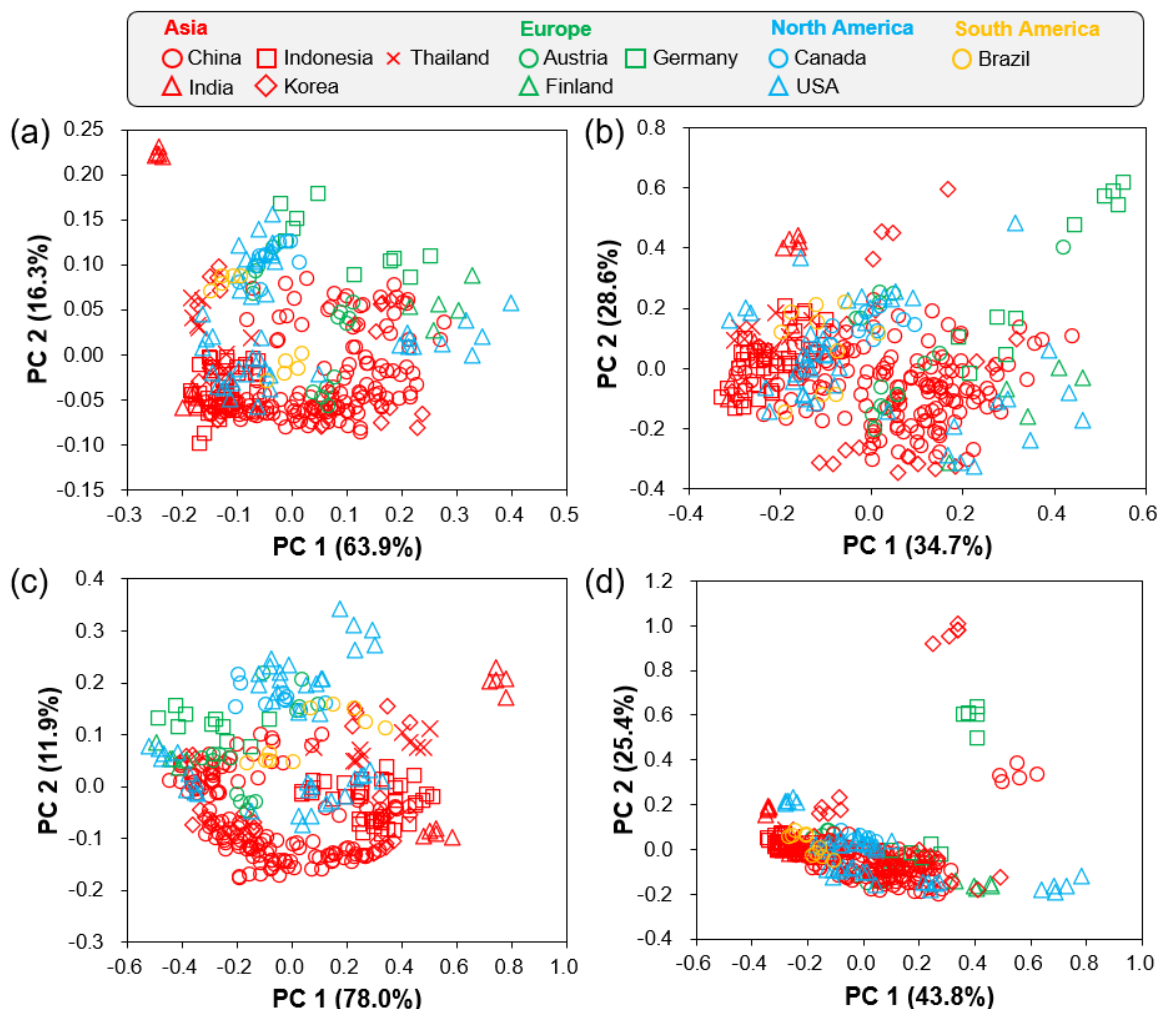 Asia Europe North America South America
China Indonesia Thailand Austria Germany Canada Brazil
India Korea Finland USA
(a)
0.25
0.20
0.15
0.10
0.05
0.00
-0.05
-0.10
0.15
-0.3 -0.2 -0.1 0.0 0.1 0.2 0.3 0.4 0.5
PC 2 (16.3%)
PC 1 (63.9%)
(b)
0.8
0.6
0.4
0.2
0.0
-0.2
-0.4
-0.4 -0.2 0.0 0.2 0.4 0.6
PC 2 (28.6%)
PC 1 (34.7%)
(c)
0.4
0.3
0.2
0.1
0.0
-0.1
-0.2
-0.3
-0.6 -0.4 -0.2 0.0 0.2 0.4 0.6 0.8 1.0
PC 2 (11.9%)
PC 1 (78.0%)
(d)
1.2
1.0
0.8
0.6
0.4
0.2
0.0
-0.2
-0.4
-0.6 -0.4 -0.2 0.0 0.2 0.4 0.6 0.8 1.0
PC 2 (25.4%)
PC 1 (43.8%)